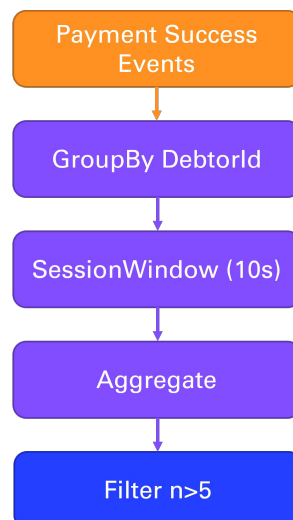 Payment Success
Events
GroupBy DebtorId
SessionWindow (10s)
Aggregate
Filter n>5